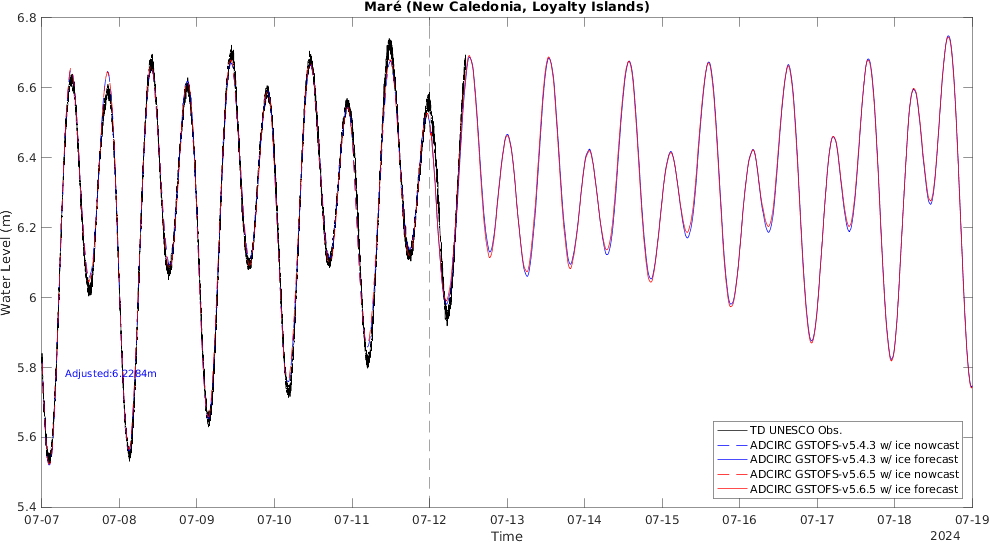 Maré (New Caledonia, Loyalty Islands)
Water Level (m)
6.8
6.6
6.4
6.2
6
5.8
5.6
5.4
Adjusted:6.2284m
TD UNESCO Obs.
ADCIRC GSTOFS-v5.4.3 w/ ice nowcast
ADCIRC GSTOFS-v5.4.3 w/ ice forecast
ADCIRC GSTOFS-v5.6.5 w/ ice nowcast
ADCIRC GSTOFS-v5.6.5 w/ ice forecast
07-07 07-08 07-09 07-10 07-11 07-12 07-13 07-14 07-15 07-16 07-17 07-18 07-19
Time
2024